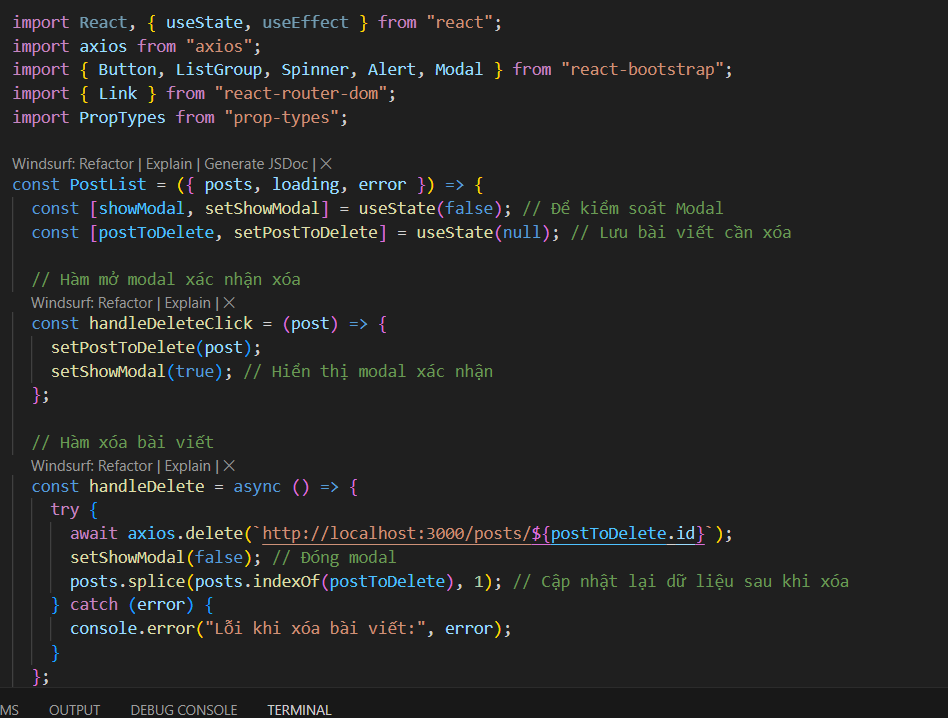 import React, { useState, useEffect } from "react";
import axios from "axios";
import { Button, ListGroup, Spinner, Alert, Modal } from "react-bootstrap";
import { Link } from "react-router-dom";
import PropTypes from "prop-types";
Windsurf: Refactor | Explain | Generate JSDoc | ×
const PostList = ({ posts, loading, error }) => {
const [showModal, setShowModal] = useState(false); // Để kiểm soát Modal
const [postToDelete, setPostToDelete] = useState(null); // Lưu bài viết cần xóa
// Hàm mở modal xác nhận xóa
Windsurf: Refactor | Explain | ×
const handleDeleteClick = (post) => {
setPostToDelete(post);
setShowModal(true); // Hiển thị modal xác nhận
};
// Hàm xóa bài viết
Windsurf: Refactor | Explain | ×
const handleDelete = async () => {
try {
await axios.delete(`http://localhost:3000/posts/${postToDelete.id}`);
setShowModal(false); // Đóng modal
posts.splice(posts.indexOf(postToDelete), 1); // Cập nhật lại dữ liêu sau khi xóa
} catch (error) {
console.error("Lỗi khi xóa bài viết:", error);
}
};
MS OUTPUT DEBUG CONSOLE TERMINAL